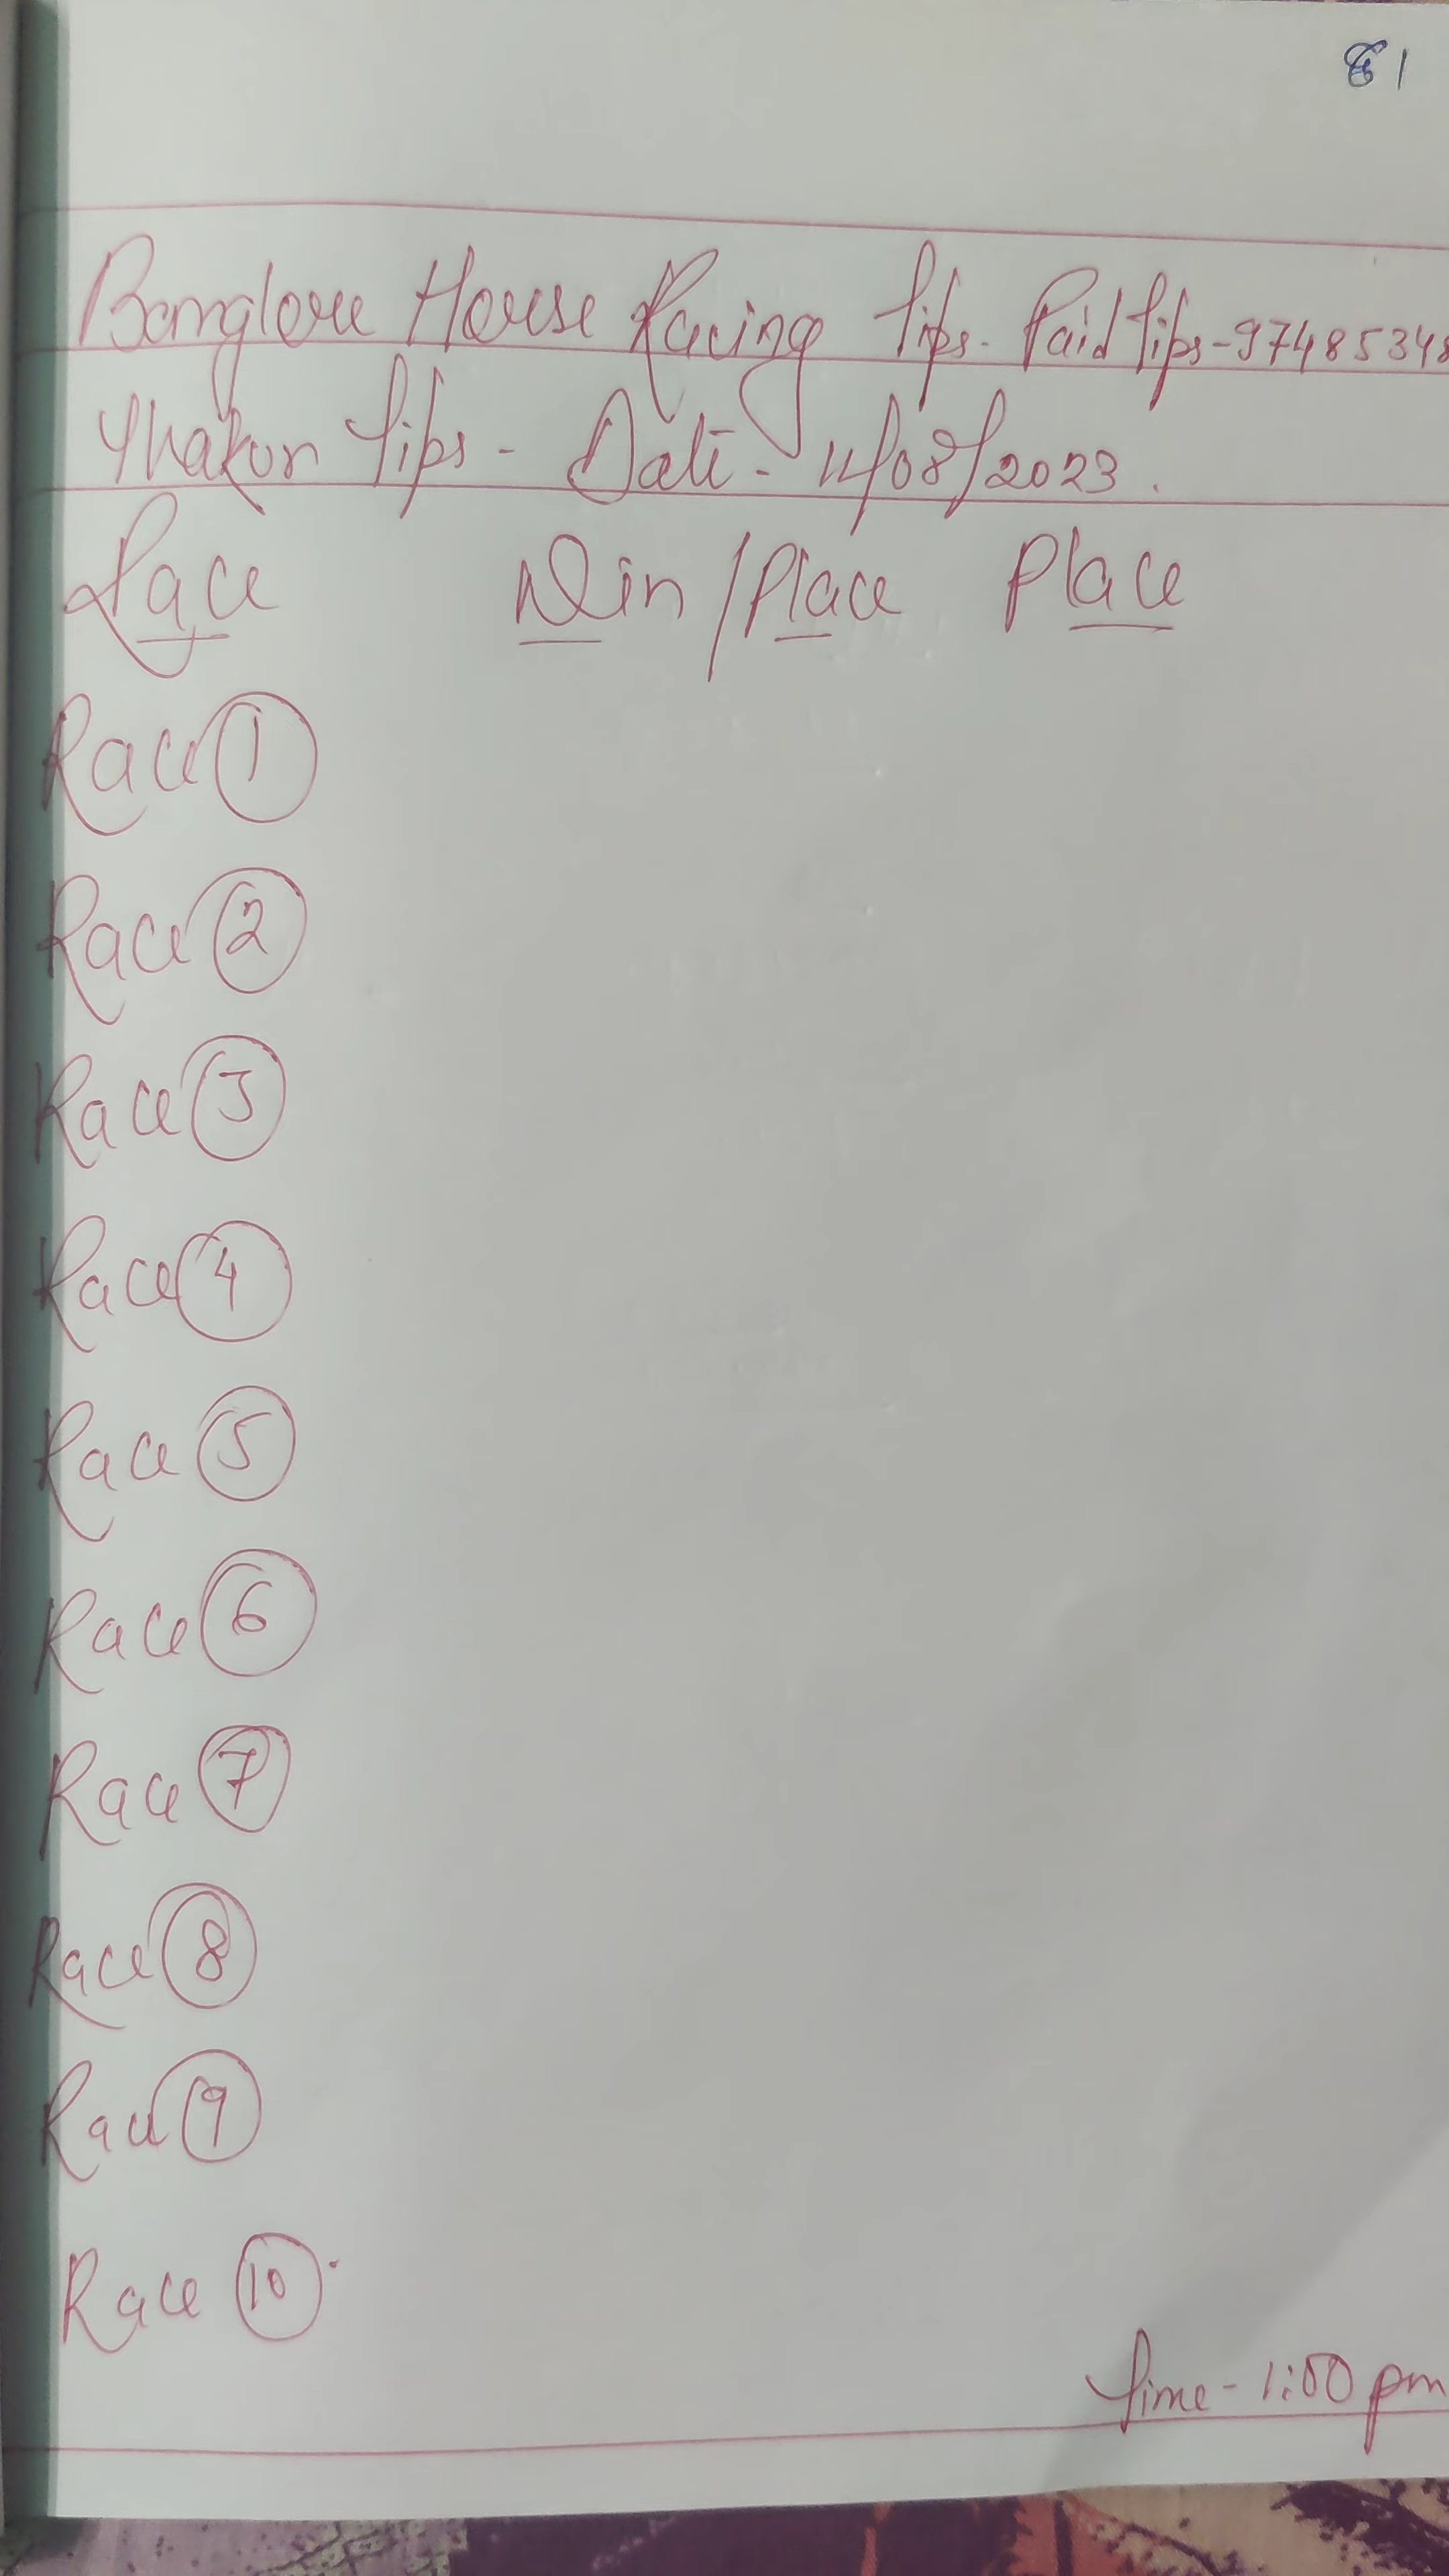 81
Banglore Horse Racing Tips - Paid Tips - 97485348
Thakur Tips - Date - 11/08/2023.
Race Win / Place Place
Race 1
Race 2
Race 3
Race 4
Race 5
Race 6
Race 7
Race 8
Race 9
Race 10
Time - 1:00 pm